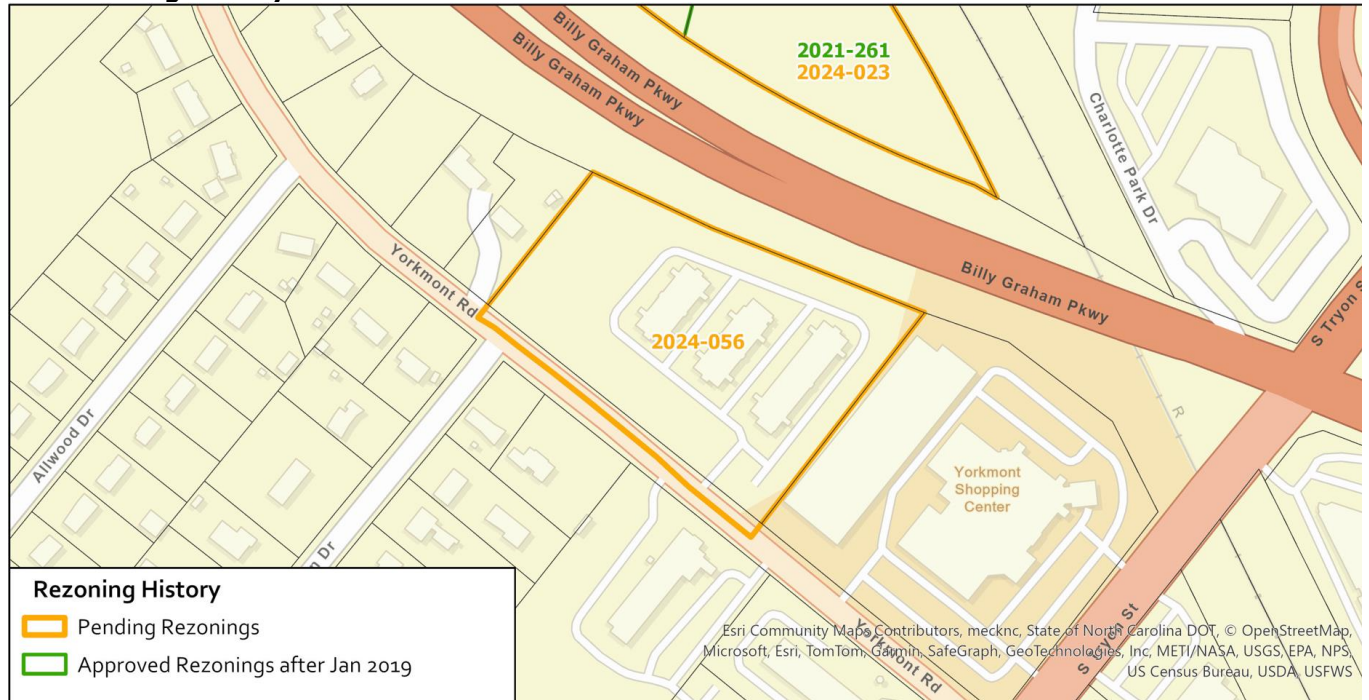 Billy Graham Pkwy
Billy Graham Pkwy
2021-261
2024-023
Charlotte Park Dr
Yorkmont Rd
Billy Graham Pkwy
S Tryon S
2024-056
R
Allwood Dr
Yorkmont
Shopping
Center
n Dr
Rezoning History
Pending Rezonings
Approved Rezonings after Jan 2019
S Tryon St
Yorkmont Rd
Esri Community Maps Contributors, mecknc, State of North Carolina DOT, © OpenStreetMap,
Microsoft, Esri, TomTom, Garmin, SafeGraph, GeoTechnologies, Inc, METI/NASA, USGS, EPA, NPS,
US Census Bureau, USDA, USFWS